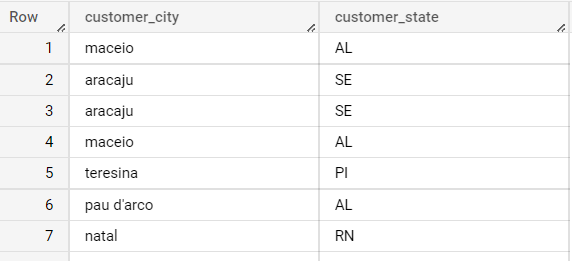 Row customer_city customer_state
1 maceio AL
2 aracaju SE
3 aracaju SE
4 maceio AL
5 teresina PI
6 pau d'arco AL
7 natal RN